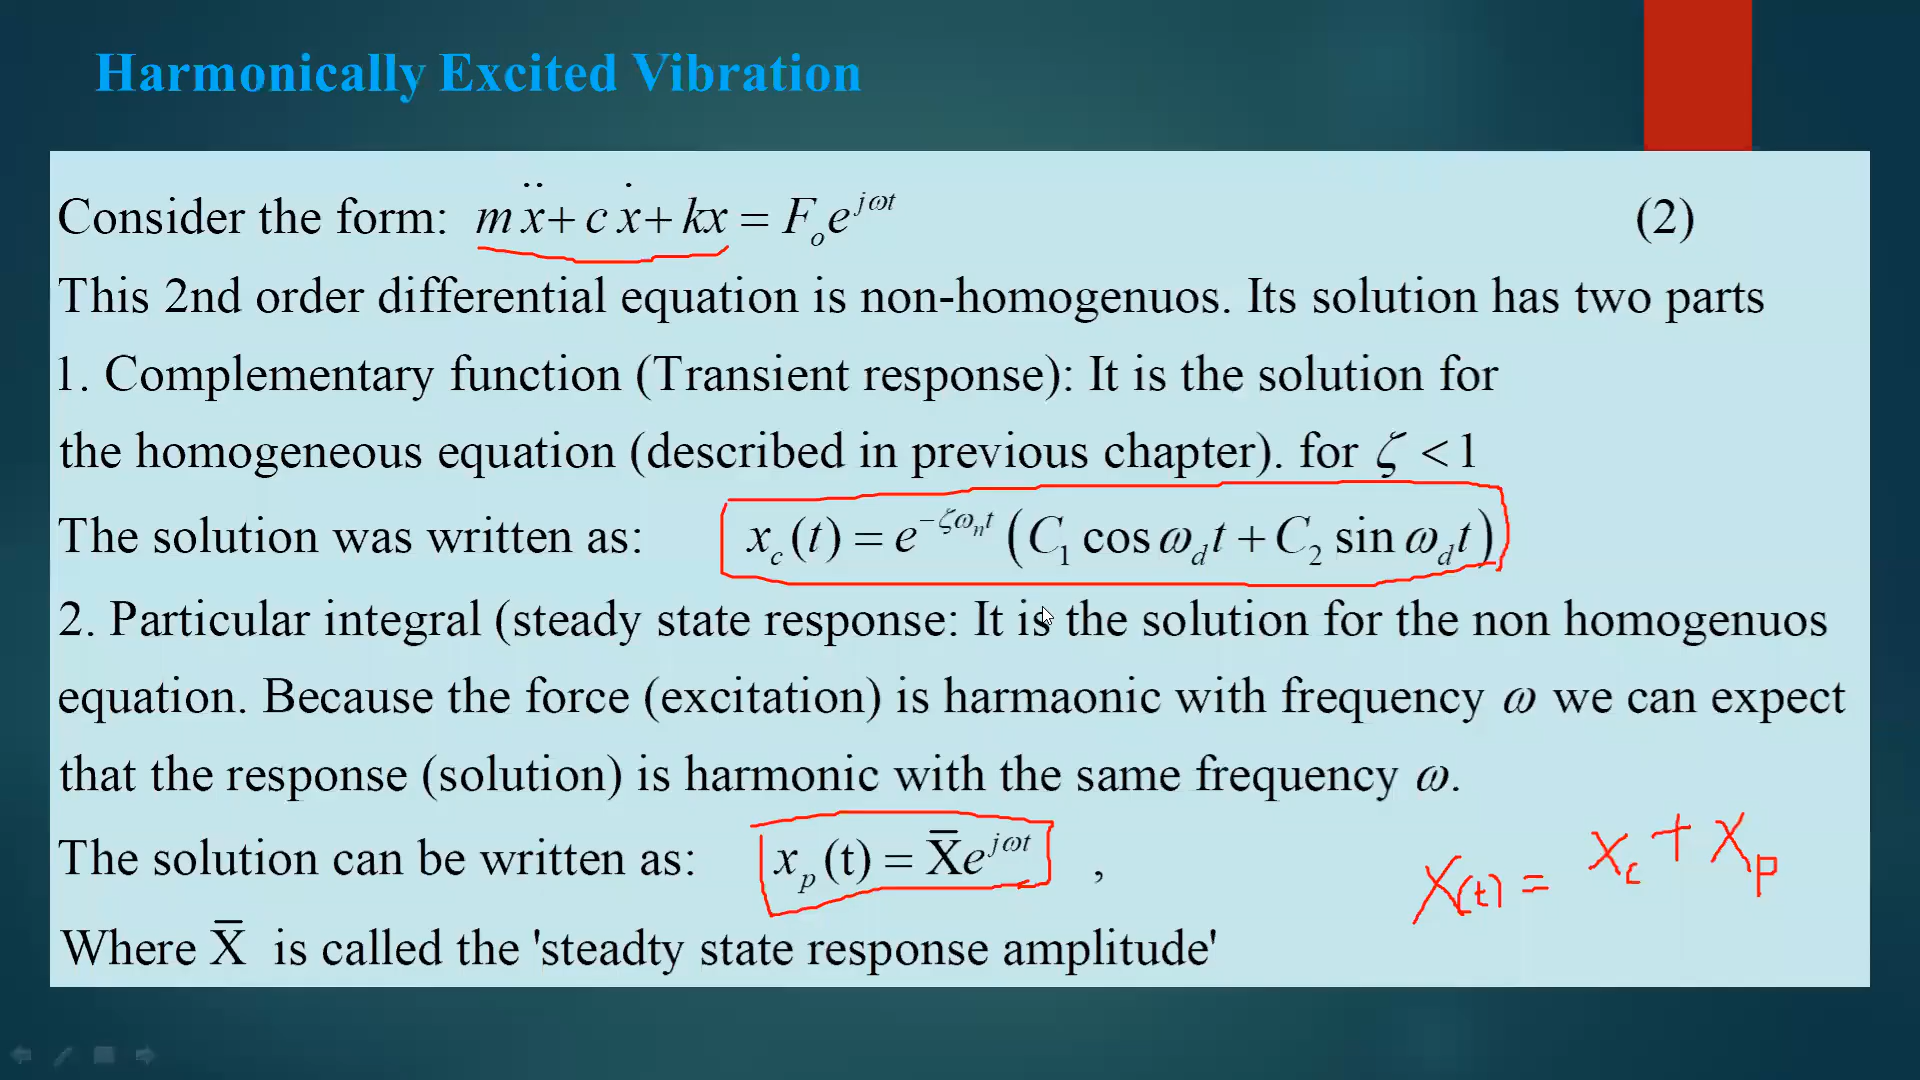 Harmonically Excited Vibration
Consider the form: mẍ + cẋ + kx = F₀e^{jωt} (2)
This 2nd order differential equation is non-homogenuos. Its solution has two parts
1. Complementary function (Transient response): It is the solution for
the homogeneous equation (described in previous chapter). for ζ < 1
The solution was written as: x_c(t) = e^{-ζω_n t} (C₁ cos ω_d t + C₂ sin ω_d t)
2. Particular integral (steady state response: It is the solution for the non homogenuos
equation. Because the force (excitation) is harmaonic with frequency ω we can expect
that the response (solution) is harmonic with the same frequency ω.
The solution can be written as: x_p(t) = X̅e^{jωt} ,
x(t) = x_c + x_p
Where X̅ is called the 'steadty state response amplitude'